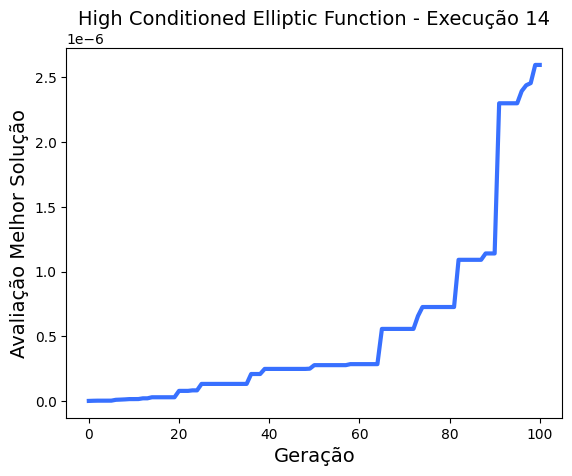 High Conditioned Elliptic Function - Execução 14
1e−6
2.5
2.0
1.5
1.0
0.5
0.0
Avaliação Melhor Solução
0 20 40 60 80 100
Geração